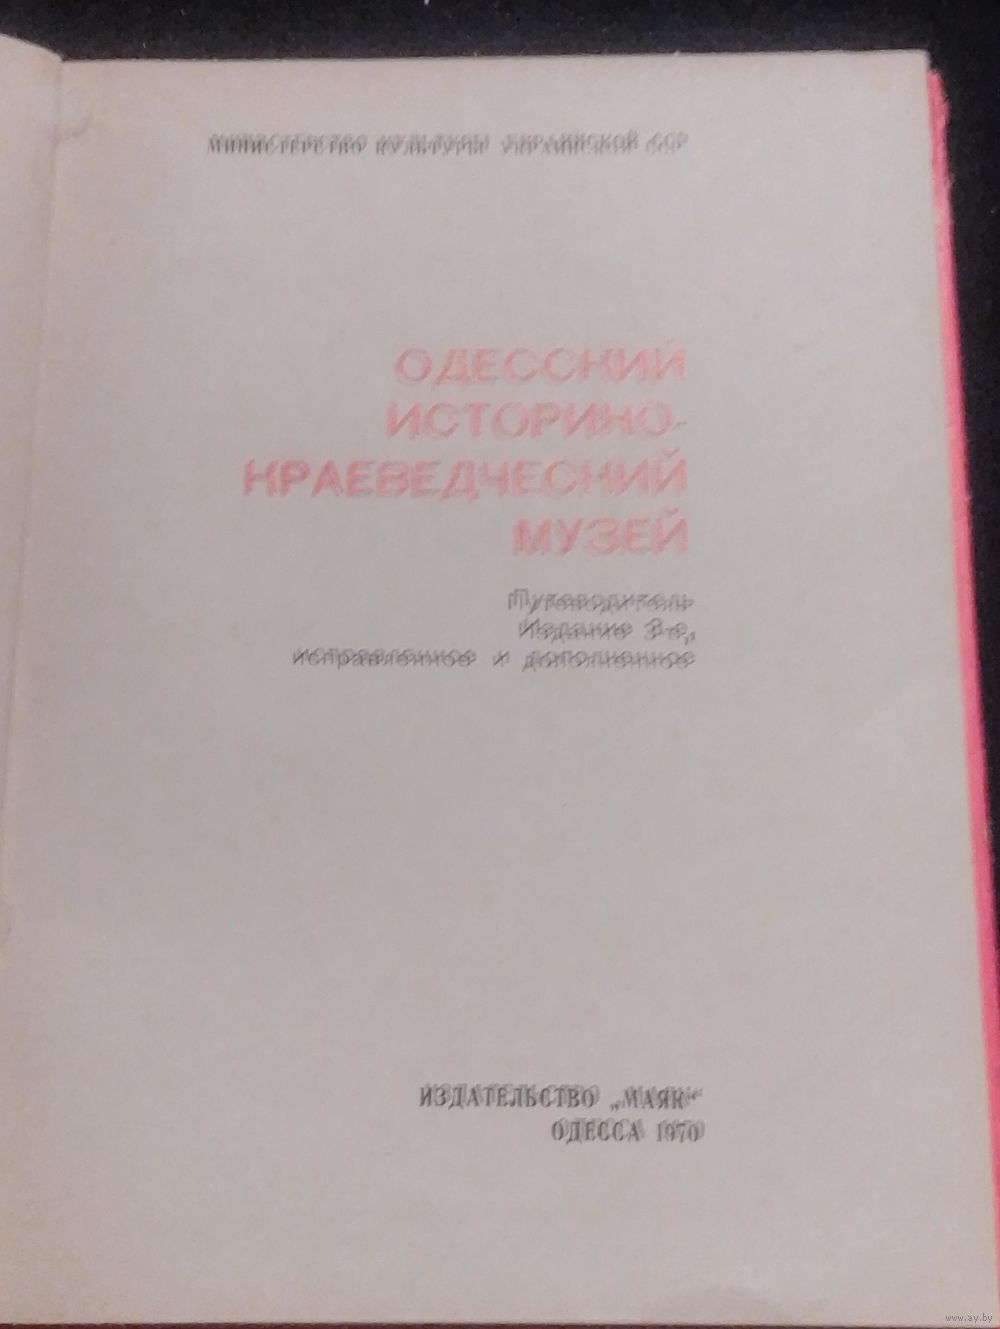 МИНИСТЕРСТВО КУЛЬТУРЫ УКРАИНСКОЙ ССР
ОДЕССКИЙ
ИСТОРИКО-
КРАЕВЕДЧЕСКИЙ
МУЗЕЙ
Путеводитель
Издание 3-е,
исправленное и дополненное
ИЗДАТЕЛЬСТВО „МАЯК“
ОДЕССА 1970
www.ay.by